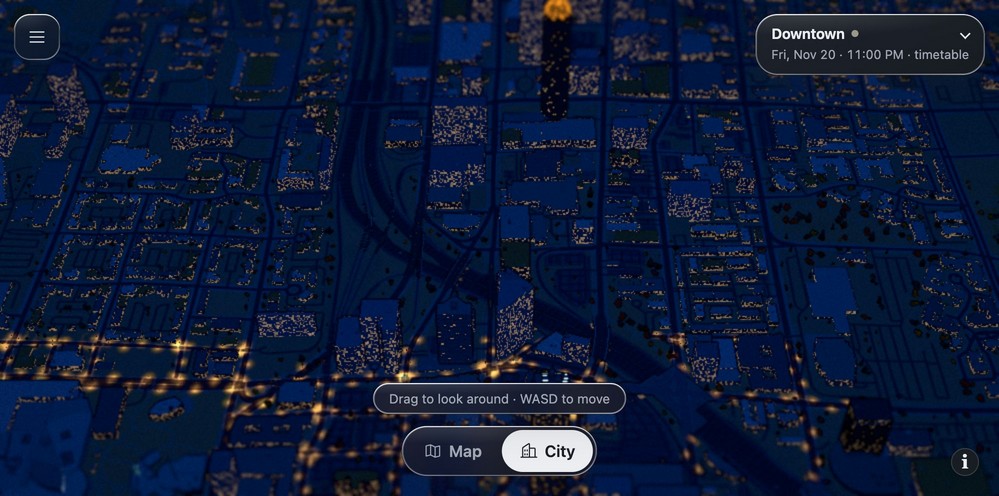 Downtown
Fri, Nov 20 · 11:00 PM · timetable
Drag to look around · WASD to move
Map
City